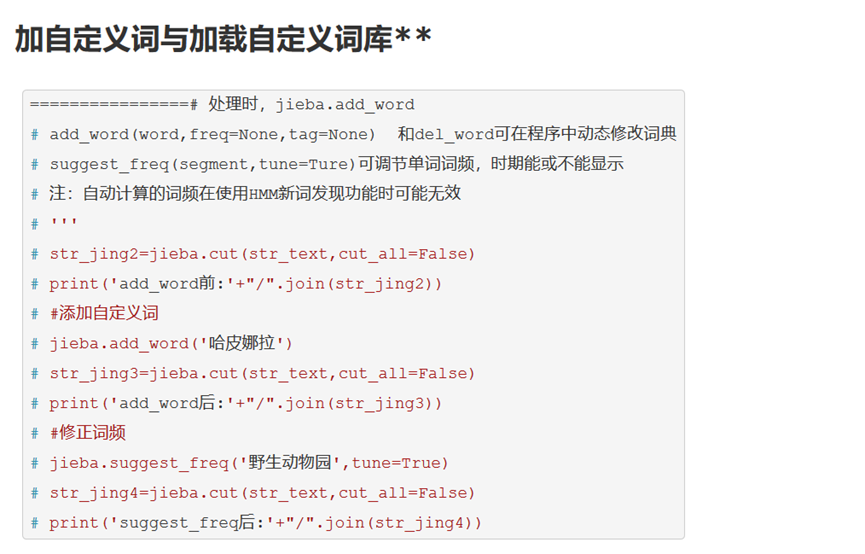 加自定义词与加载自定义词库**
================# 处理时, jieba.add_word
# add_word(word,freq=None,tag=None)  和del_word可在程序中动态修改词典
# suggest_freq(segment,tune=Ture)可调节单词词频, 时期能或不能显示
# 注: 自动计算的词频在使用HMM新词发现功能时可能无效
# '''
# str_jing2=jieba.cut(str_text,cut_all=False)
# print('add_word前:'+"/".join(str_jing2))
# #添加自定义词
# jieba.add_word('哈皮娜拉')
# str_jing3=jieba.cut(str_text,cut_all=False)
# print('add_word后:'+"/".join(str_jing3))
# #修正词频
# jieba.suggest_freq('野生动物园',tune=True)
# str_jing4=jieba.cut(str_text,cut_all=False)
# print('suggest_freq后:'+"/".join(str_jing4))